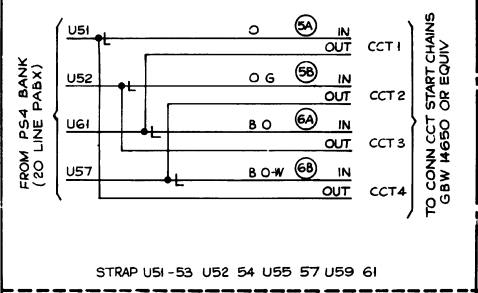 FROM PS4 BANK
(20 LINE PABX)
U51 O 5A IN
OUT CCT 1
U52 O G 5B IN
OUT CCT 2
U61 B O 6A IN
OUT CCT 3
U57 B O-W 6B IN
OUT CCT4
TO CONN CCT START CHAINS
GBW 14650 OR EQUIV
STRAP U51-53 U52 54 U55 57 U59 61